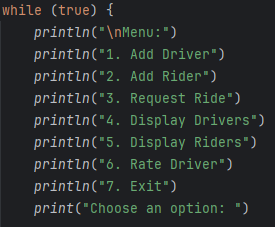 while (true) {
println("\nMenu:")
println("1. Add Driver")
println("2. Add Rider")
println("3. Request Ride")
println("4. Display Drivers")
println("5. Display Riders")
println("6. Rate Driver")
println("7. Exit")
print("Choose an option: ")